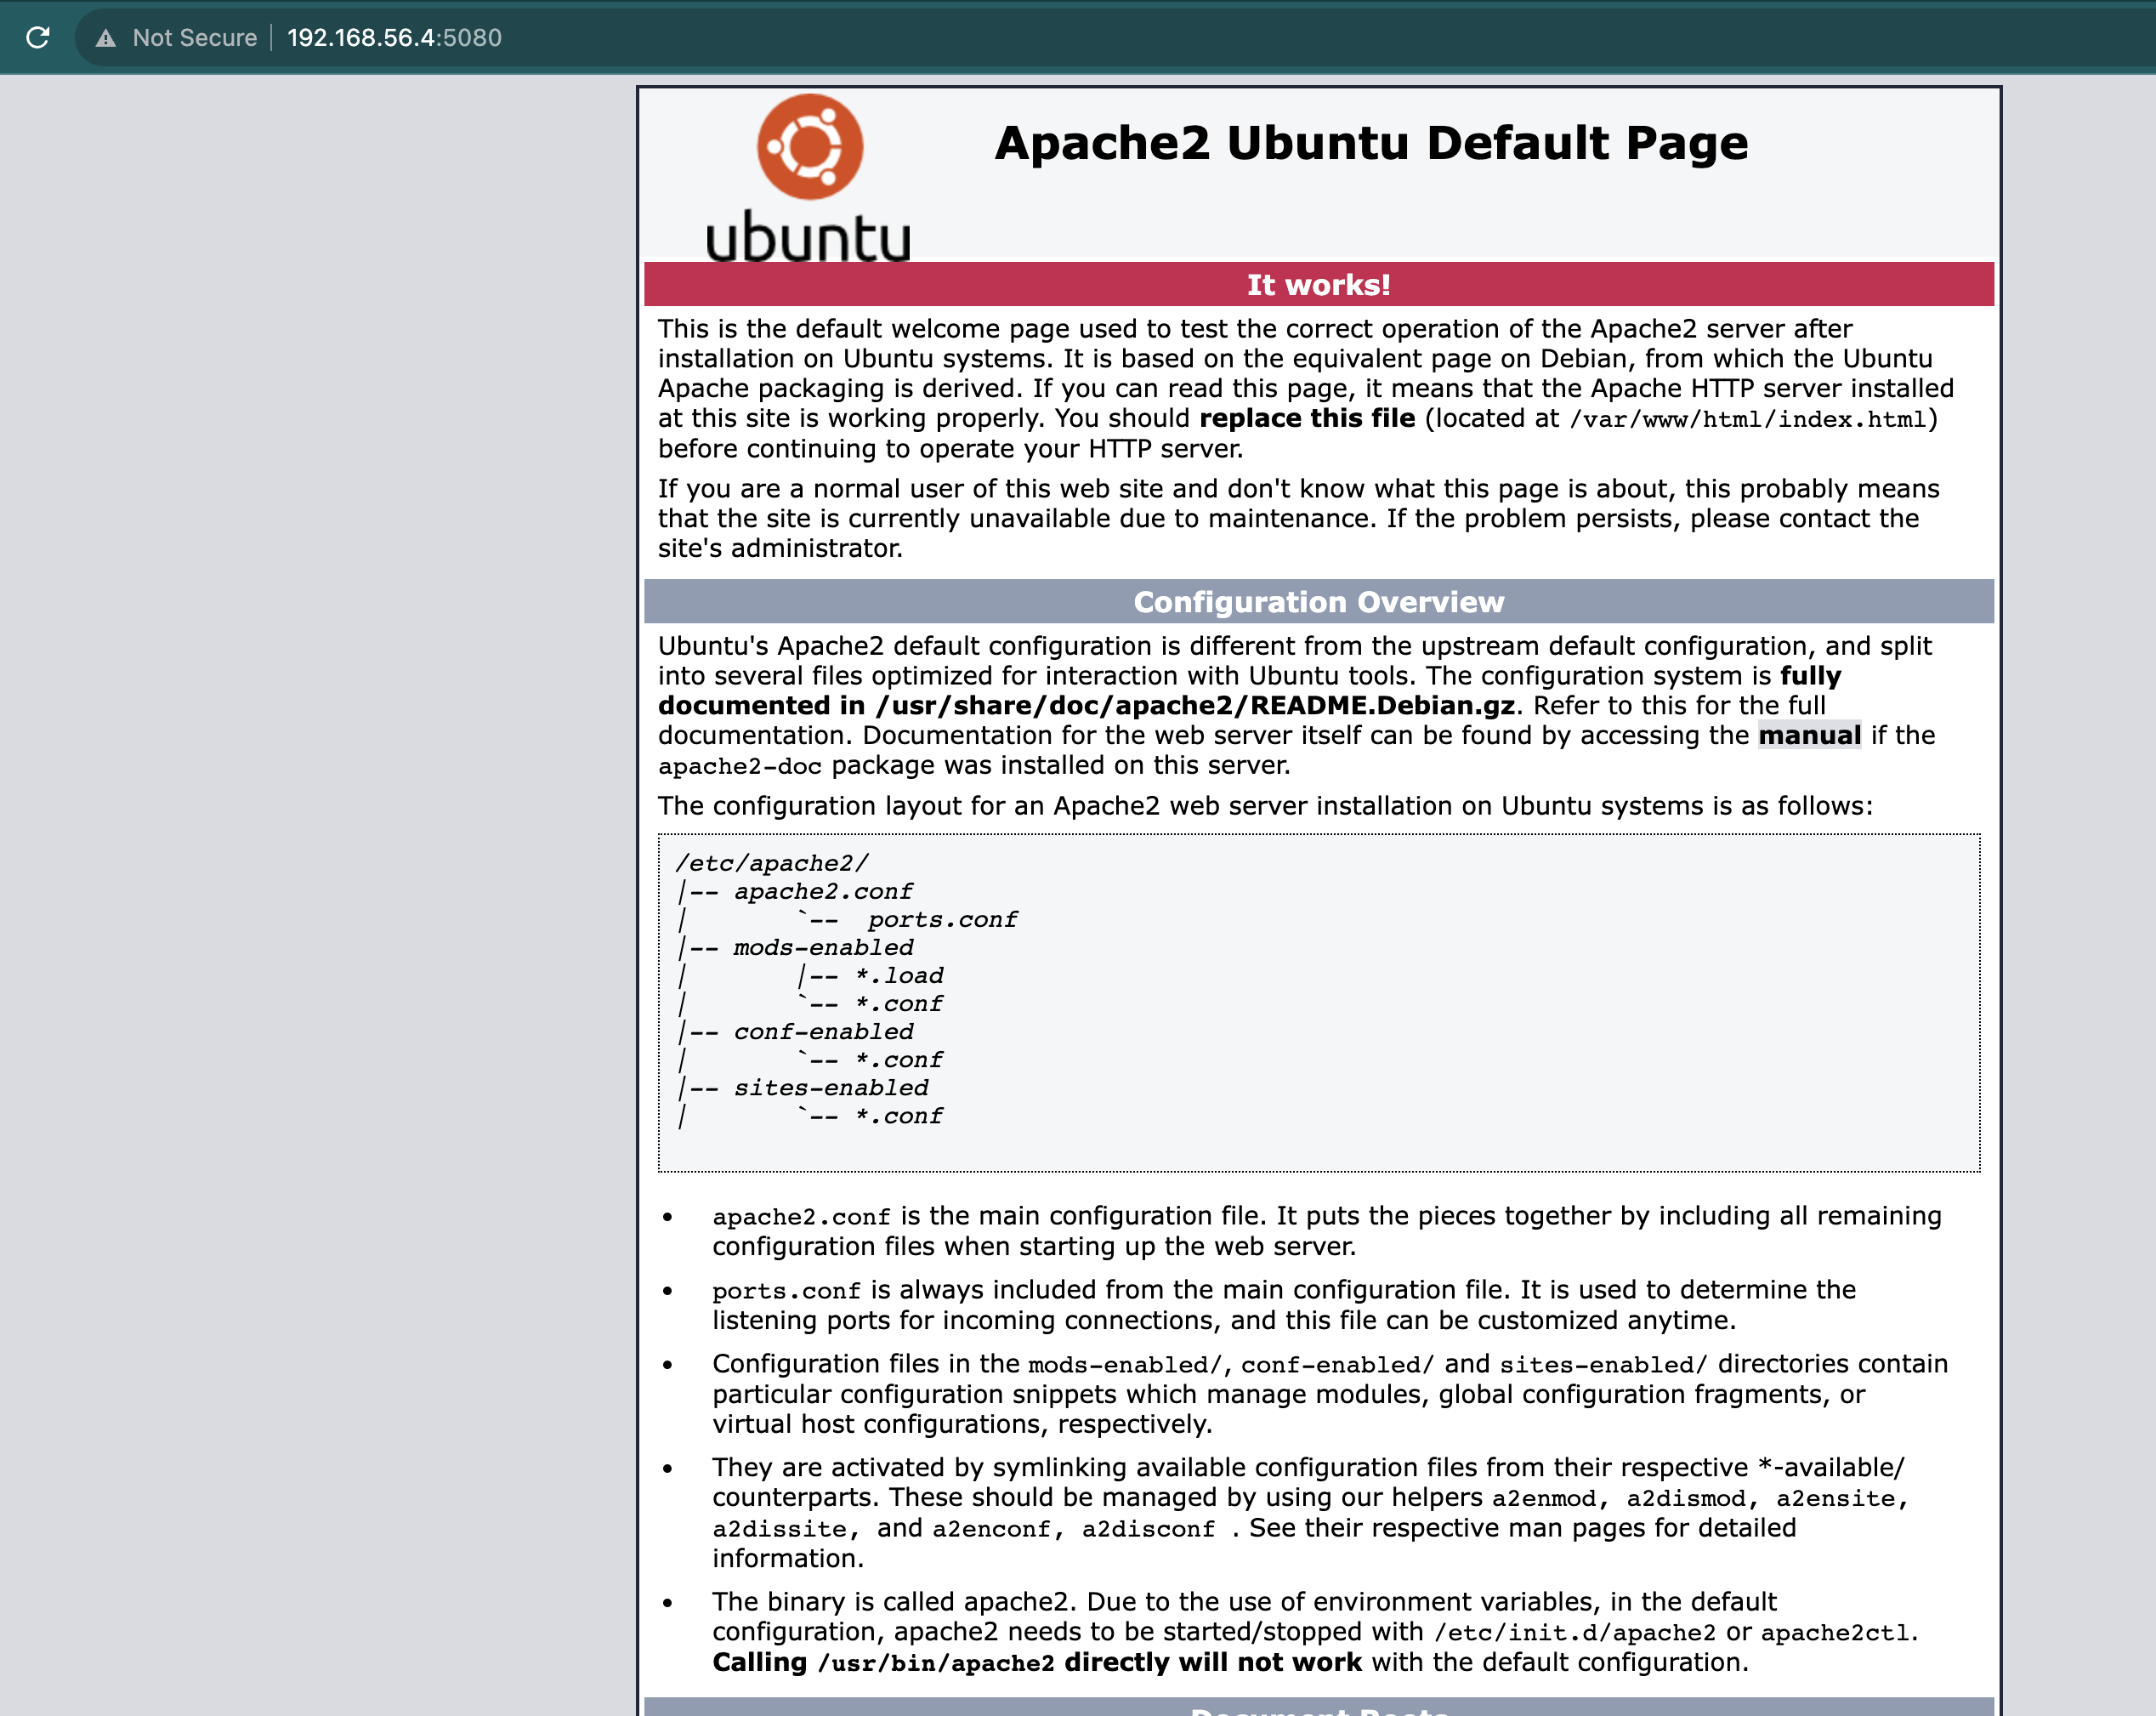 Not Secure 192.168.56.4:5080
Apache2 Ubuntu Default Page
ubuntu
It works!
This is the default welcome page used to test the correct operation of the Apache2 server after
installation on Ubuntu systems. It is based on the equivalent page on Debian, from which the Ubuntu
Apache packaging is derived. If you can read this page, it means that the Apache HTTP server installed
at this site is working properly. You should replace this file (located at /var/www/html/index.html)
before continuing to operate your HTTP server.
If you are a normal user of this web site and don't know what this page is about, this probably means
that the site is currently unavailable due to maintenance. If the problem persists, please contact the
site's administrator.
Configuration Overview
Ubuntu's Apache2 default configuration is different from the upstream default configuration, and split
into several files optimized for interaction with Ubuntu tools. The configuration system is fully
documented in /usr/share/doc/apache2/README.Debian.gz. Refer to this for the full
documentation. Documentation for the web server itself can be found by accessing the manual if the
apache2-doc package was installed on this server.
The configuration layout for an Apache2 web server installation on Ubuntu systems is as follows:
/etc/apache2/
|-- apache2.conf
|       `--  ports.conf
|-- mods-enabled
|       |-- *.load
|       `-- *.conf
|-- conf-enabled
|       `-- *.conf
|-- sites-enabled
|       `-- *.conf
• apache2.conf is the main configuration file. It puts the pieces together by including all remaining
configuration files when starting up the web server.
• ports.conf is always included from the main configuration file. It is used to determine the
listening ports for incoming connections, and this file can be customized anytime.
• Configuration files in the mods-enabled/, conf-enabled/ and sites-enabled/ directories contain
particular configuration snippets which manage modules, global configuration fragments, or
virtual host configurations, respectively.
• They are activated by symlinking available configuration files from their respective *-available/
counterparts. These should be managed by using our helpers a2enmod, a2dismod, a2ensite,
a2dissite, and a2enconf, a2disconf . See their respective man pages for detailed
information.
• The binary is called apache2. Due to the use of environment variables, in the default
configuration, apache2 needs to be started/stopped with /etc/init.d/apache2 or apache2ctl.
Calling /usr/bin/apache2 directly will not work with the default configuration.
Document Roots